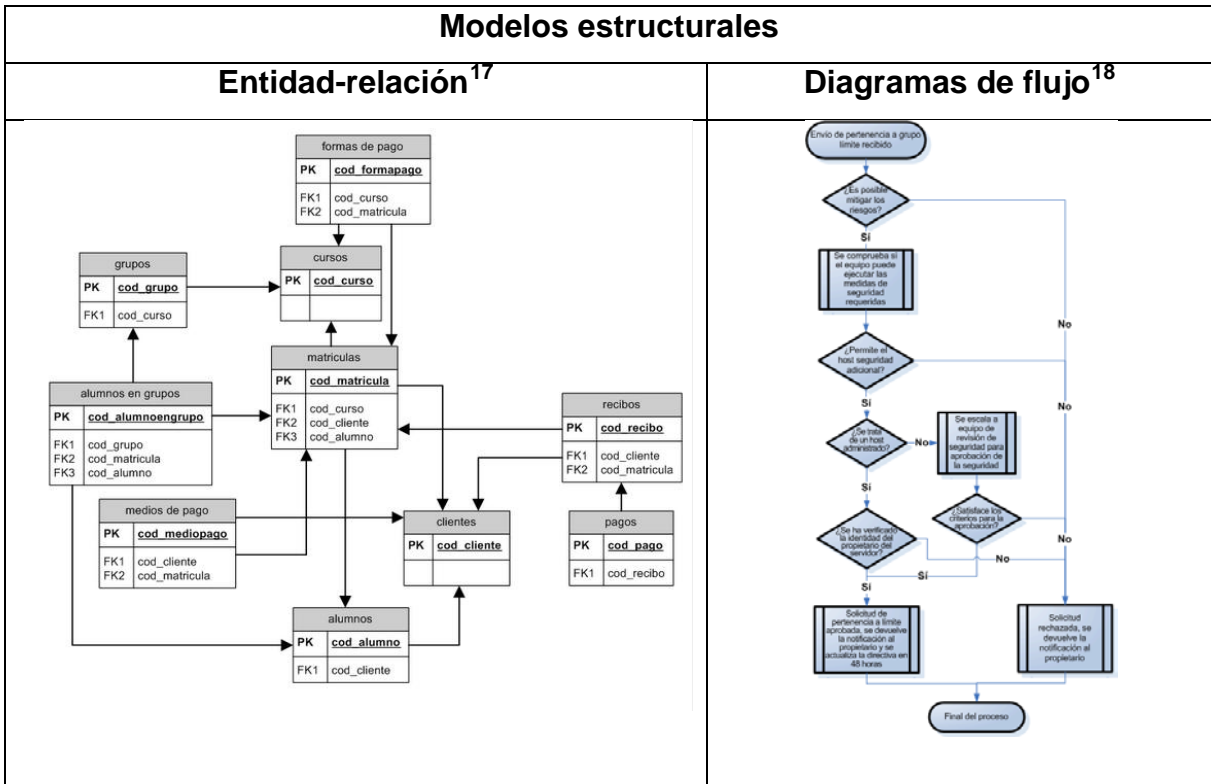 Modelos estructurales
Entidad-relación17
Diagramas de flujo18
formas de pago
PK cod_formapago
FK1 cod_curso
FK2 cod_matricula
cursos
PK cod_curso
grupos
PK cod_grupo
FK1 cod_curso
matriculas
PK cod_matricula
FK1 cod_curso
FK2 cod_cliente
FK3 cod_alumno
alumnos en grupos
PK cod_alumnoengrupo
FK1 cod_grupo
FK2 cod_matricula
FK3 cod_alumno
recibos
PK cod_recibo
FK1 cod_cliente
FK2 cod_matricula
medios de pago
PK cod_mediopago
FK1 cod_cliente
FK2 cod_matricula
clientes
PK cod_cliente
pagos
PK cod_pago
FK1 cod_recibo
alumnos
PK cod_alumno
FK1 cod_cliente
Envío de pertenencia a grupo
límite recibido
¿Es posible
mitigar los
riesgos?
Sí
No
Se comprueba si
el equipo puede
ejecutar las
medidas de
seguridad
requeridas
¿Permite el
host seguridad
adicional?
Sí
No
¿Se trata
de un host
administrado?
No
Se escala a
equipo de
revisión de
seguridad para
aprobación de
la seguridad
Sí
¿Satisface los
criterios para la
aprobación?
No
Sí
¿Se ha verificado
la identidad del
propietario del
servidor?
No
Sí
Solicitud de
pertenencia a límite
aprobada, se devuelve
la notificación al
propietario y se
actualiza la directiva en
48 horas
Solicitud
rechazada, se
devuelve la
notificación al
propietario
Final del proceso